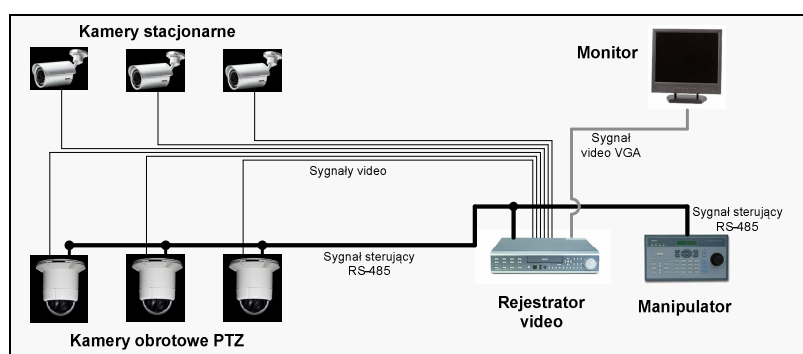 Kamery stacjonarne
Monitor
Sygnał
video VGA
Sygnały video
Sygnał sterujący
RS-485
Sygnał sterujący
RS-485
Rejestrator
video
Manipulator
Kamery obrotowe PTZ